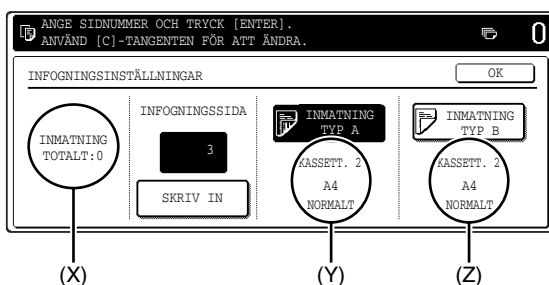 ANGE SIDNUMMER OCH TRYCK [ENTER].
ANVÄND [C]-TANGENTEN FÖR ATT ÄNDRA.
0
INFOGNINGSINSTÄLLNINGAR
OK
INMATNING
TOTALT:0
INFOGNINGSSIDA
3
SKRIV IN
INMATNING
TYP A
KASSETT. 2
A4
NORMALT
INMATNING
TYP B
KASSETT. 2
A4
NORMALT
(X)
(Y)
(Z)